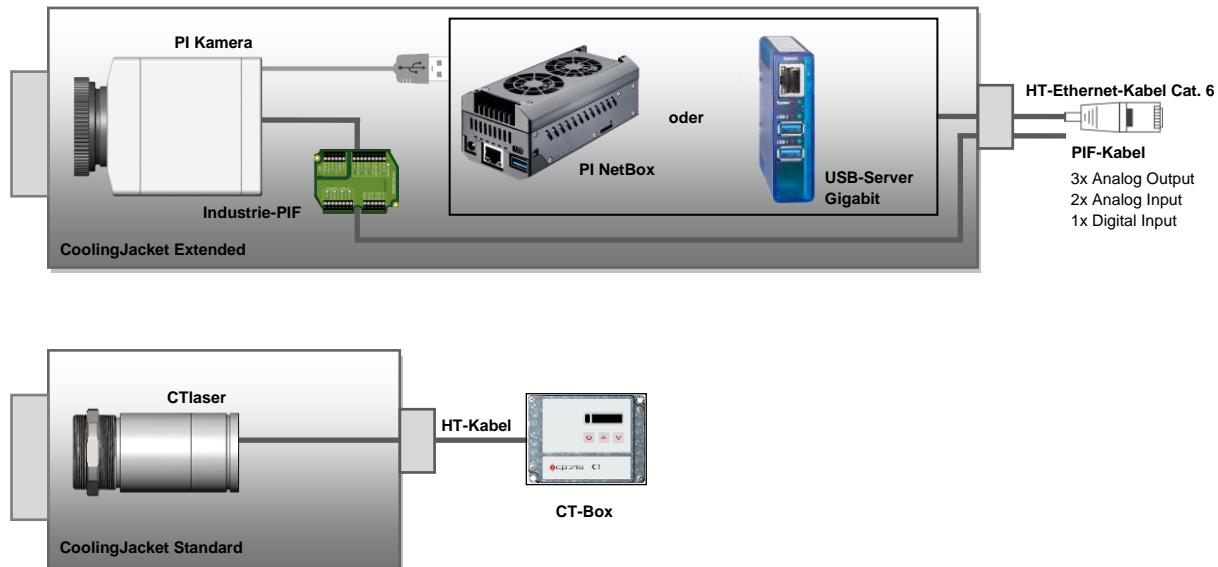 PI Kamera
HT-Ethernet-Kabel Cat. 6
oder
PI NetBox
PIF-Kabel
USB-Server
Gigabit
3x Analog Output
2x Analog Input
1x Digital Input
Industrie-PIF
CoolingJacket Extended
CTlaser
HT-Kabel
CT
CT-Box
CoolingJacket Standard